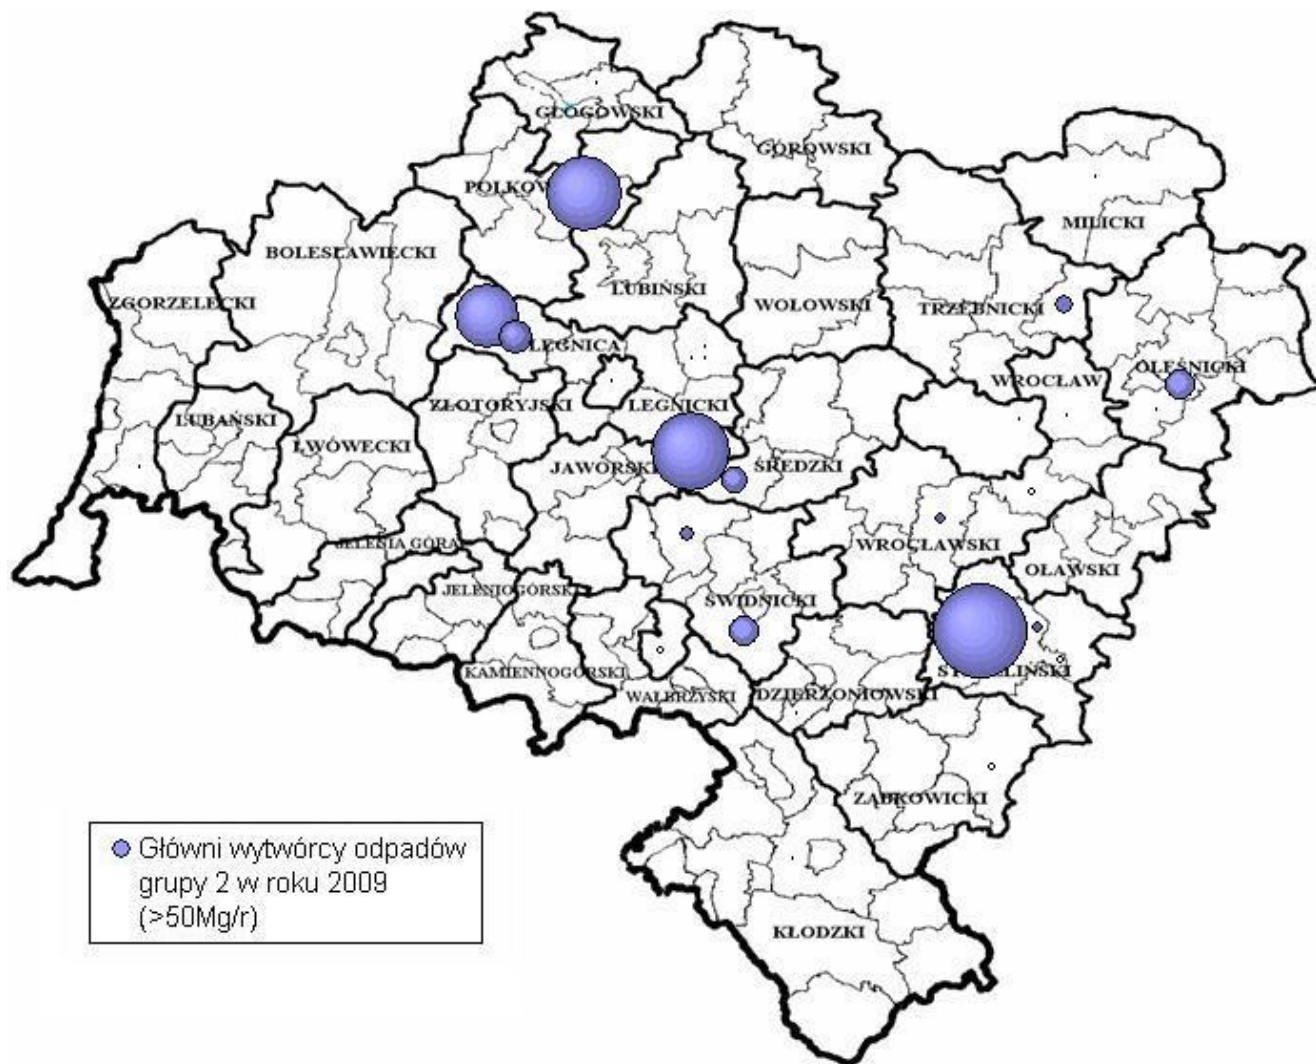 GŁOGOWSKI
GÓROWSKI
POLKOW
MILICKI
BOLESŁAWIECKI
LUBIŃSKI
ZGORZELECKI
WOŁOWSKI
TRZEBNICKI
LEGNICA
OLEŚNICKI
WROCŁAW
ZŁOTORYJSKI
LEGNICKI
LUBAŃSKI
LWÓWECKI
JAWORSKI
ŚREDZKI
JELENIA GÓRA
WROCŁAWSKI
OŁAWSKI
JELENIOGÓRSKI
ŚWIDNICKI
KAMIENNOGÓRSKI
WAŁBRZYSKI
DZIERŻONIOWSKI
ZĄBKOWICKI
KŁODZKI
Główni wytwórcy odpadów
grupy 2 w roku 2009
(>50Mg/r)